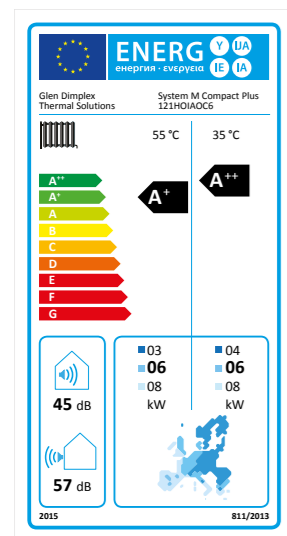 ENERG Y IJA
енергия · ενεργεια IE IA
Glen Dimplex System M Compact Plus
Thermal Solutions 121HOIAOC6
55 °C 35 °C
A++
A+
A
B
C
D
E
F
G
A+
A++
03 04
06 06
08 08
kW kW
45 dB
57 dB
2015 811/2013